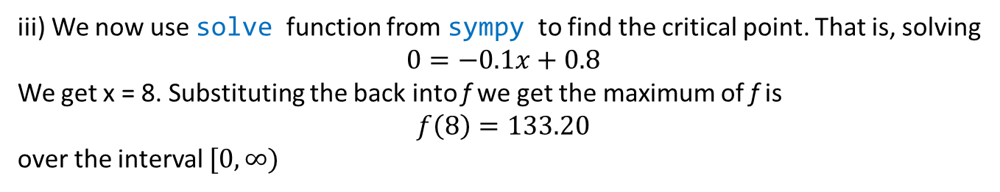 iii) We now use solve function from sympy to find the critical point. That is, solving
0 = −0.1x + 0.8
We get x = 8. Substituting the back into f we get the maximum of f is
f(8) = 133.20
over the interval [0, ∞)